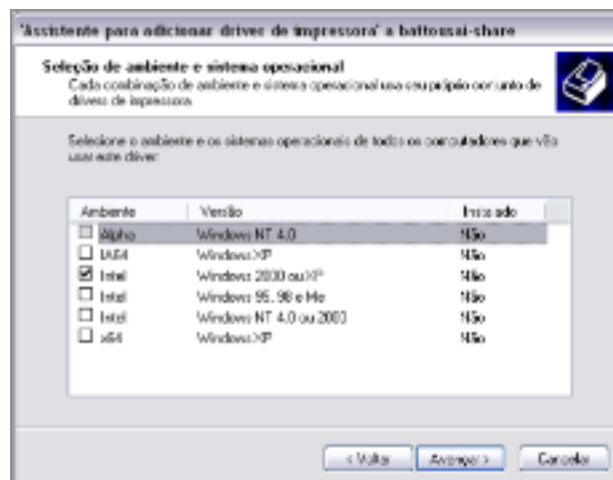 'Assistente para adicionar driver de impressora' a battousai-share
Seleção de ambiente e sistema operacional
Cada combinação de ambiente e sistema operacional usa seu próprio conjunto de
drivers de impressora.
Selecione o ambiente e os sistemas operacionais de todos os computadores que vão
usar este driver:
Ambiente Versão Instalado
Alpha Windows NT 4.0 Não
IA64 Windows XP Não
Intel Windows 2000 ou XP Não
Intel Windows 95, 98 e Me Não
Intel Windows NT 4.0 ou 2000 Não
x64 Windows XP Não
< Voltar Avançar > Cancelar